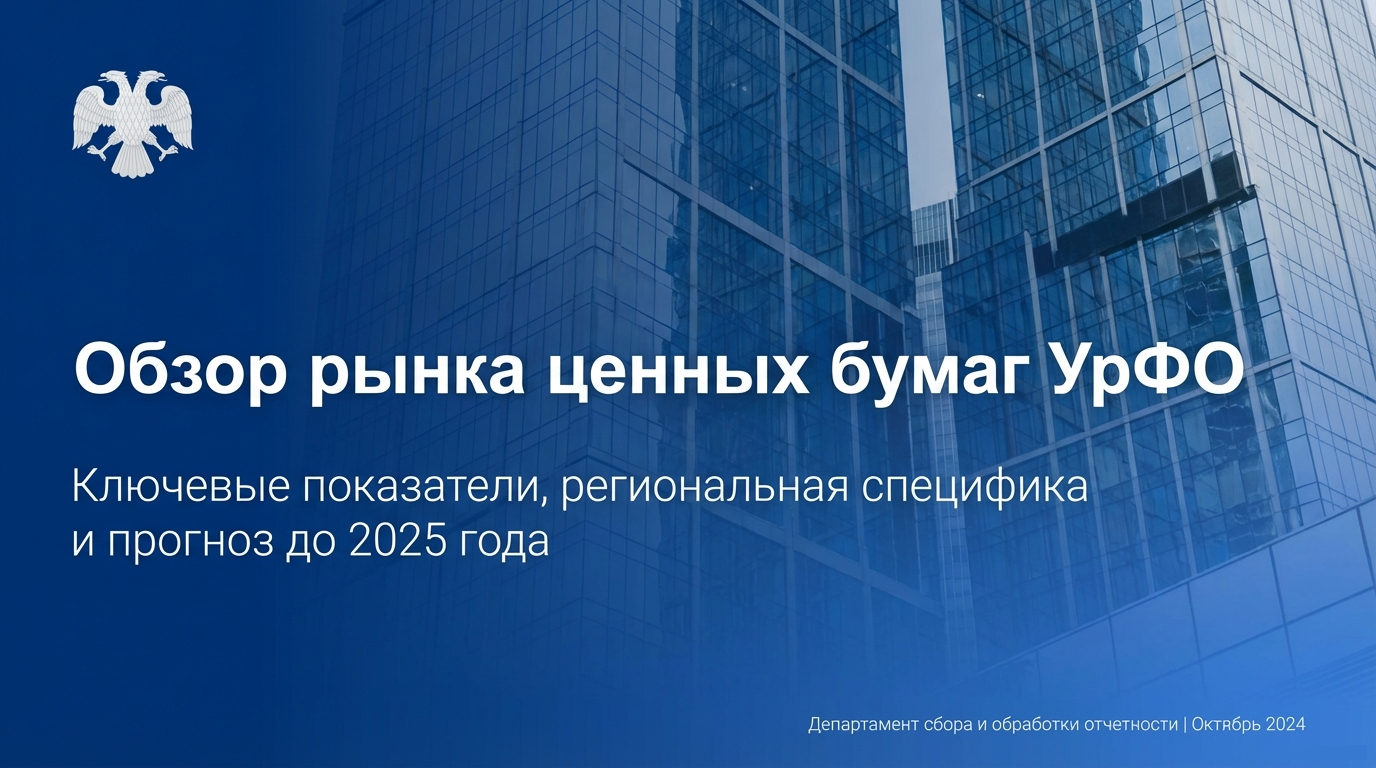 Обзор рынка ценных бумаг УрФО
Ключевые показатели, региональная специфика
и прогноз до 2025 года
Департамент сбора и обработки отчетности | Октябрь 2024